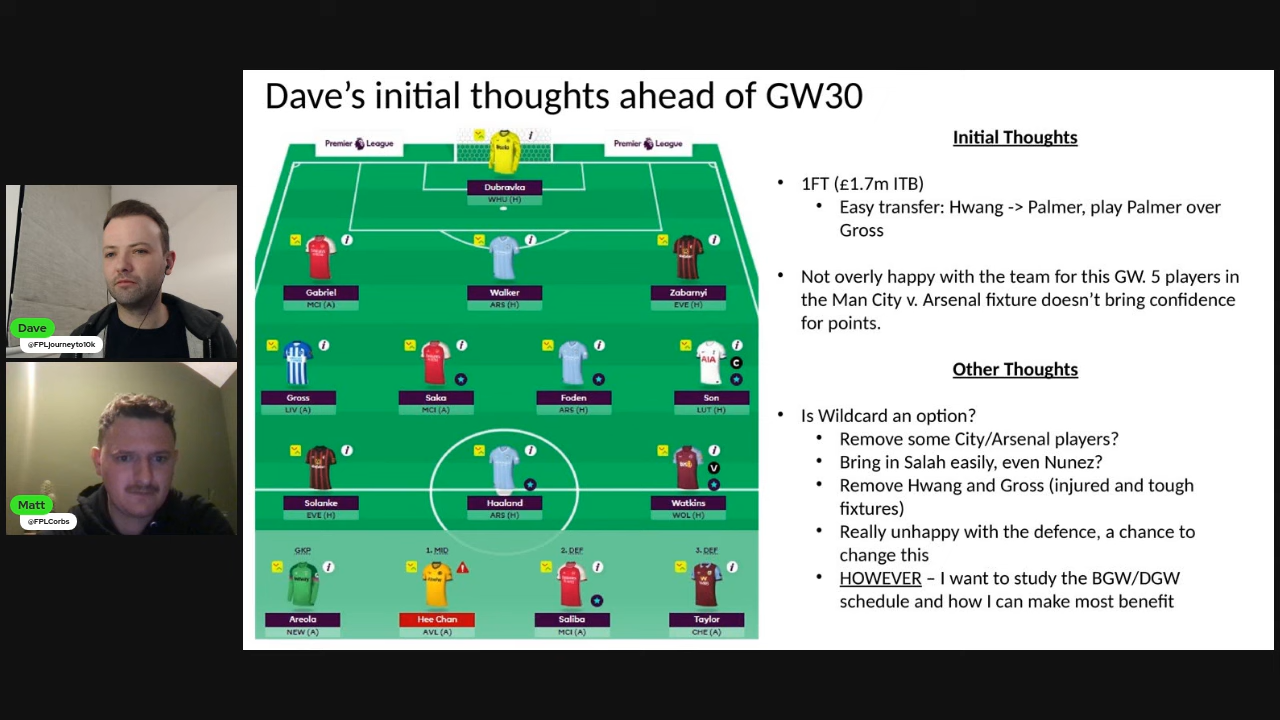 Dave's initial thoughts ahead of GW30
Premier League
Premier League
Dubravka
WHU (H)
Gabriel
MCI (A)
Walker
ARS (H)
Zabarnyi
EVE (H)
Gross
LIV (A)
Saka
MCI (A)
Foden
ARS (H)
AIA
C
Son
LUT (H)
Solanke
EVE (H)
Haaland
ARS (H)
V
Watkins
WOL (H)
GKP
1. MID
2. DEF
3. DEF
Areola
NEW (A)
Hee Chan
AVL (A)
Saliba
MCI (A)
Taylor
CHE (A)
Initial Thoughts
• 1FT (£1.7m ITB)
• Easy transfer: Hwang -> Palmer, play Palmer over
Gross
• Not overly happy with the team for this GW. 5 players in
the Man City v. Arsenal fixture doesn't bring confidence
for points.
Other Thoughts
• Is Wildcard an option?
• Remove some City/Arsenal players?
• Bring in Salah easily, even Nunez?
• Remove Hwang and Gross (injured and tough
fixtures)
• Really unhappy with the defence, a chance to
change this
• HOWEVER – I want to study the BGW/DGW
schedule and how I can make most benefit
Dave
@FPLjourneyto10k
Matt
@FPLCorbs